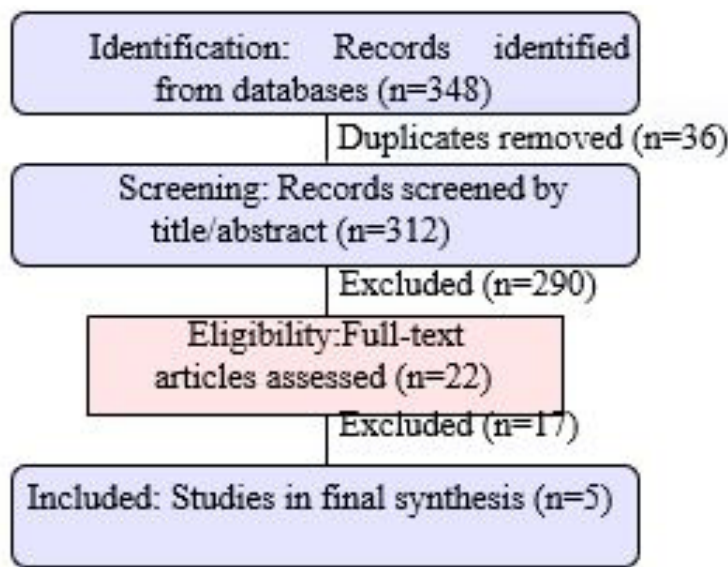 Identification: Records identified
from databases (n=348)
Duplicates removed (n=36)
Screening: Records screened by
title/abstract (n=312)
Excluded (n=290)
Eligibility:Full-text
articles assessed (n=22)
Excluded (n=17)
Included: Studies in final synthesis (n=5)